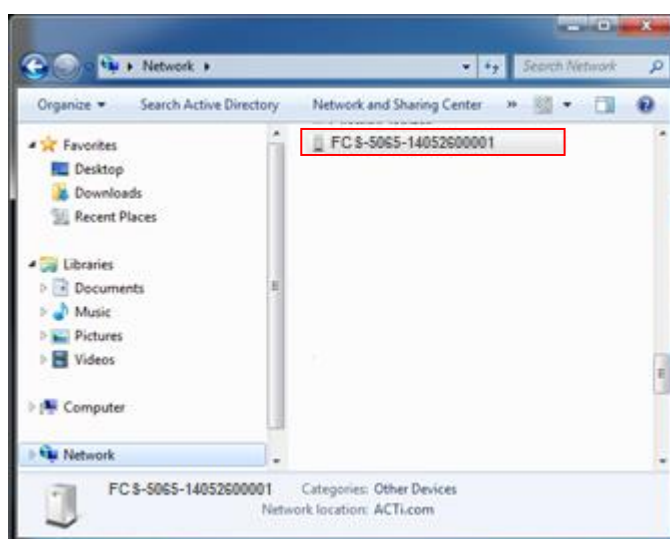 Network
Search Network
Organize
Search Active Directory
Network and Sharing Center
»
Favorites
Desktop
Downloads
Recent Places
Libraries
Documents
Music
Pictures
Videos
Computer
Network
FCS-5065-14052600001
FCS-5065-14052600001
Categories: Other Devices
Network location: ACTi.com